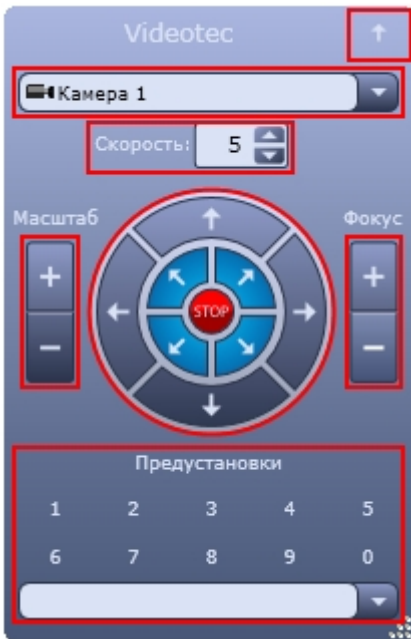 Videotec
Камера 1
Скорость: 5
Масштаб Фокус
+ +
STOP
− −
Предустановки
1 2 3 4 5
6 7 8 9 0